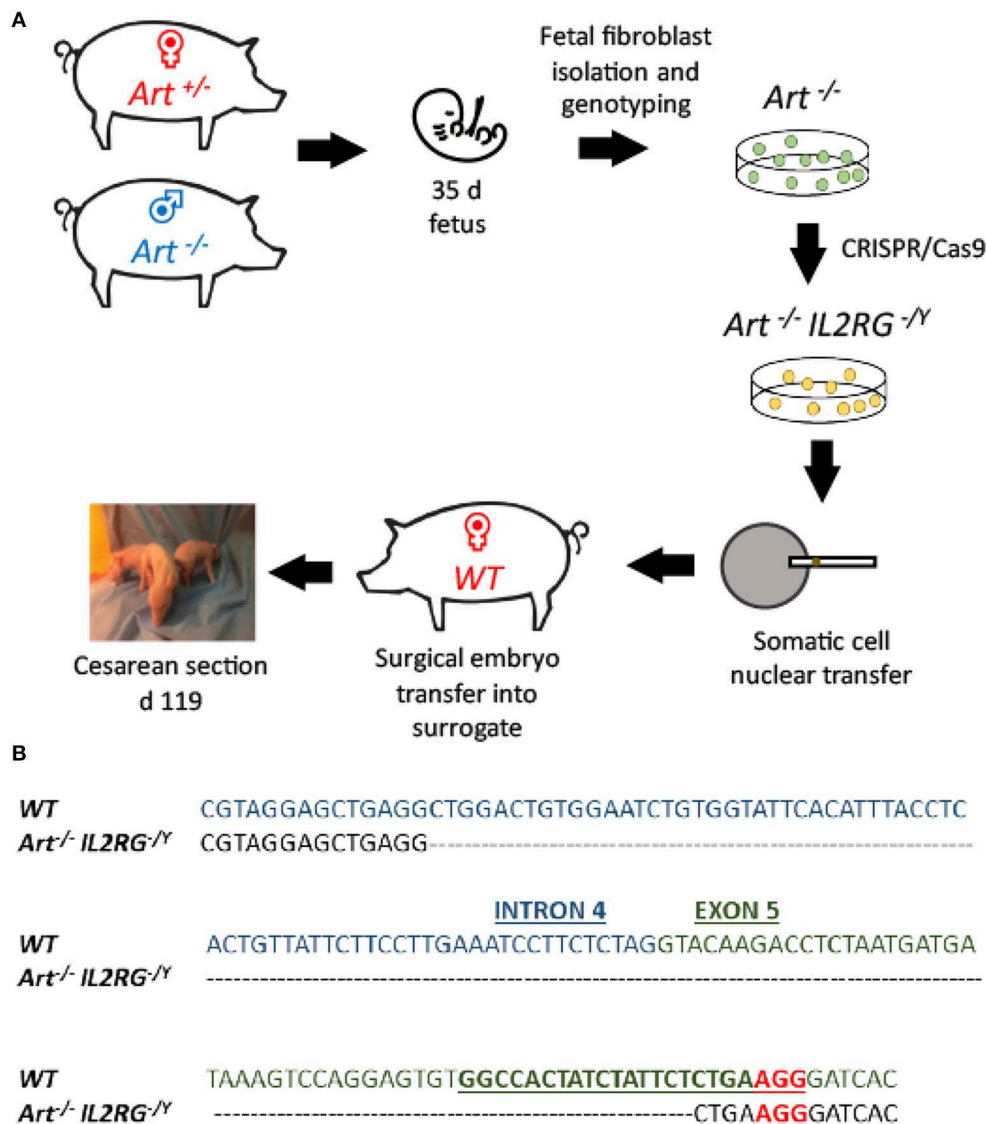 A
Art +/-
Art -/-
35 d
fetus
Fetal fibroblast
isolation and
genotyping
Art -/-
CRISPR/Cas9
Art -/- IL2RG -/Y
Somatic cell
nuclear transfer
WT
Surgical embryo
transfer into
surrogate
Cesarean section
d 119
B
WT CGTAGGAGCTGAGGCTGGACTGTGGAATCTGTGGTATTCACATTTACCTC
Art-/- IL2RG-/Y CGTAGGAGCTGAGG------------------------------------
INTRON 4 EXON 5
WT ACTGTTATTCTTCCTTGAAATCCTTCTCTAGGTACAAGACCTCTAATGATGA
Art-/- IL2RG-/Y ----------------------------------------------------
WT TAAAGTCCAGGAGTGTGGCCACTATCTATTCTCTGAAGGGATCAC
Art-/- IL2RG-/Y -------------------------------CTGAAGGGATCAC